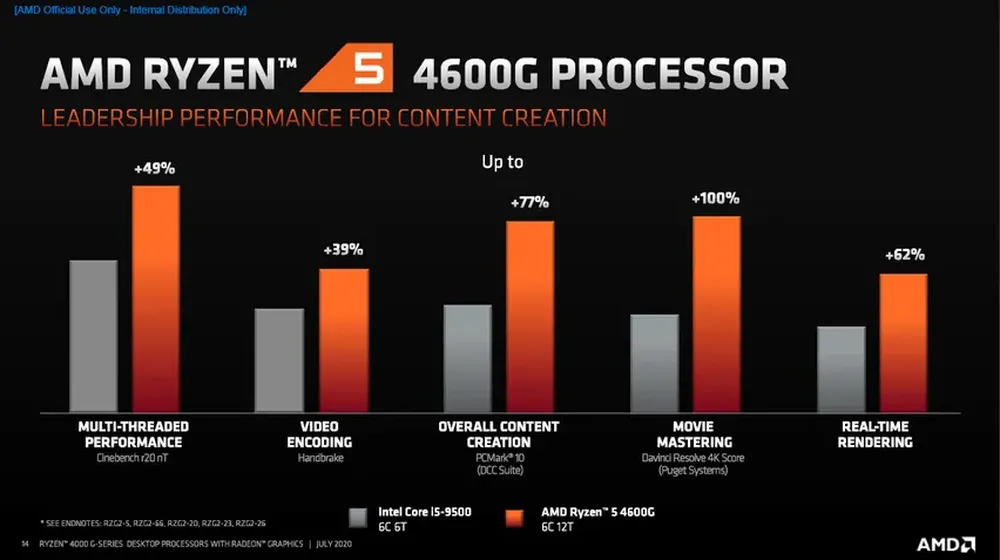 [AMD Official Use Only - Internal Distribution Only]
AMD RYZEN™ 5 4600G PROCESSOR
LEADERSHIP PERFORMANCE FOR CONTENT CREATION
Up to
+49%
+39%
+77%
+100%
+62%
MULTI-THREADED
PERFORMANCE
Cinebench r20 nT
VIDEO
ENCODING
Handbrake
OVERALL CONTENT
CREATION
PCMark® 10
(DCC Suite)
MOVIE
MASTERING
Davinci Resolve 4K Score
(Puget Systems)
REAL-TIME
RENDERING
Intel Core i5-9500
6C 6T
AMD Ryzen™ 5 4600G
6C 12T
* SEE ENDNOTES: RZG2-5, RZG2-66, RZG2-20, RZG2-23, RZG2-26
14 RYZEN™ 4000 G-SERIES DESKTOP PROCESSORS WITH RADEON™ GRAPHICS | JULY 2020
AMD